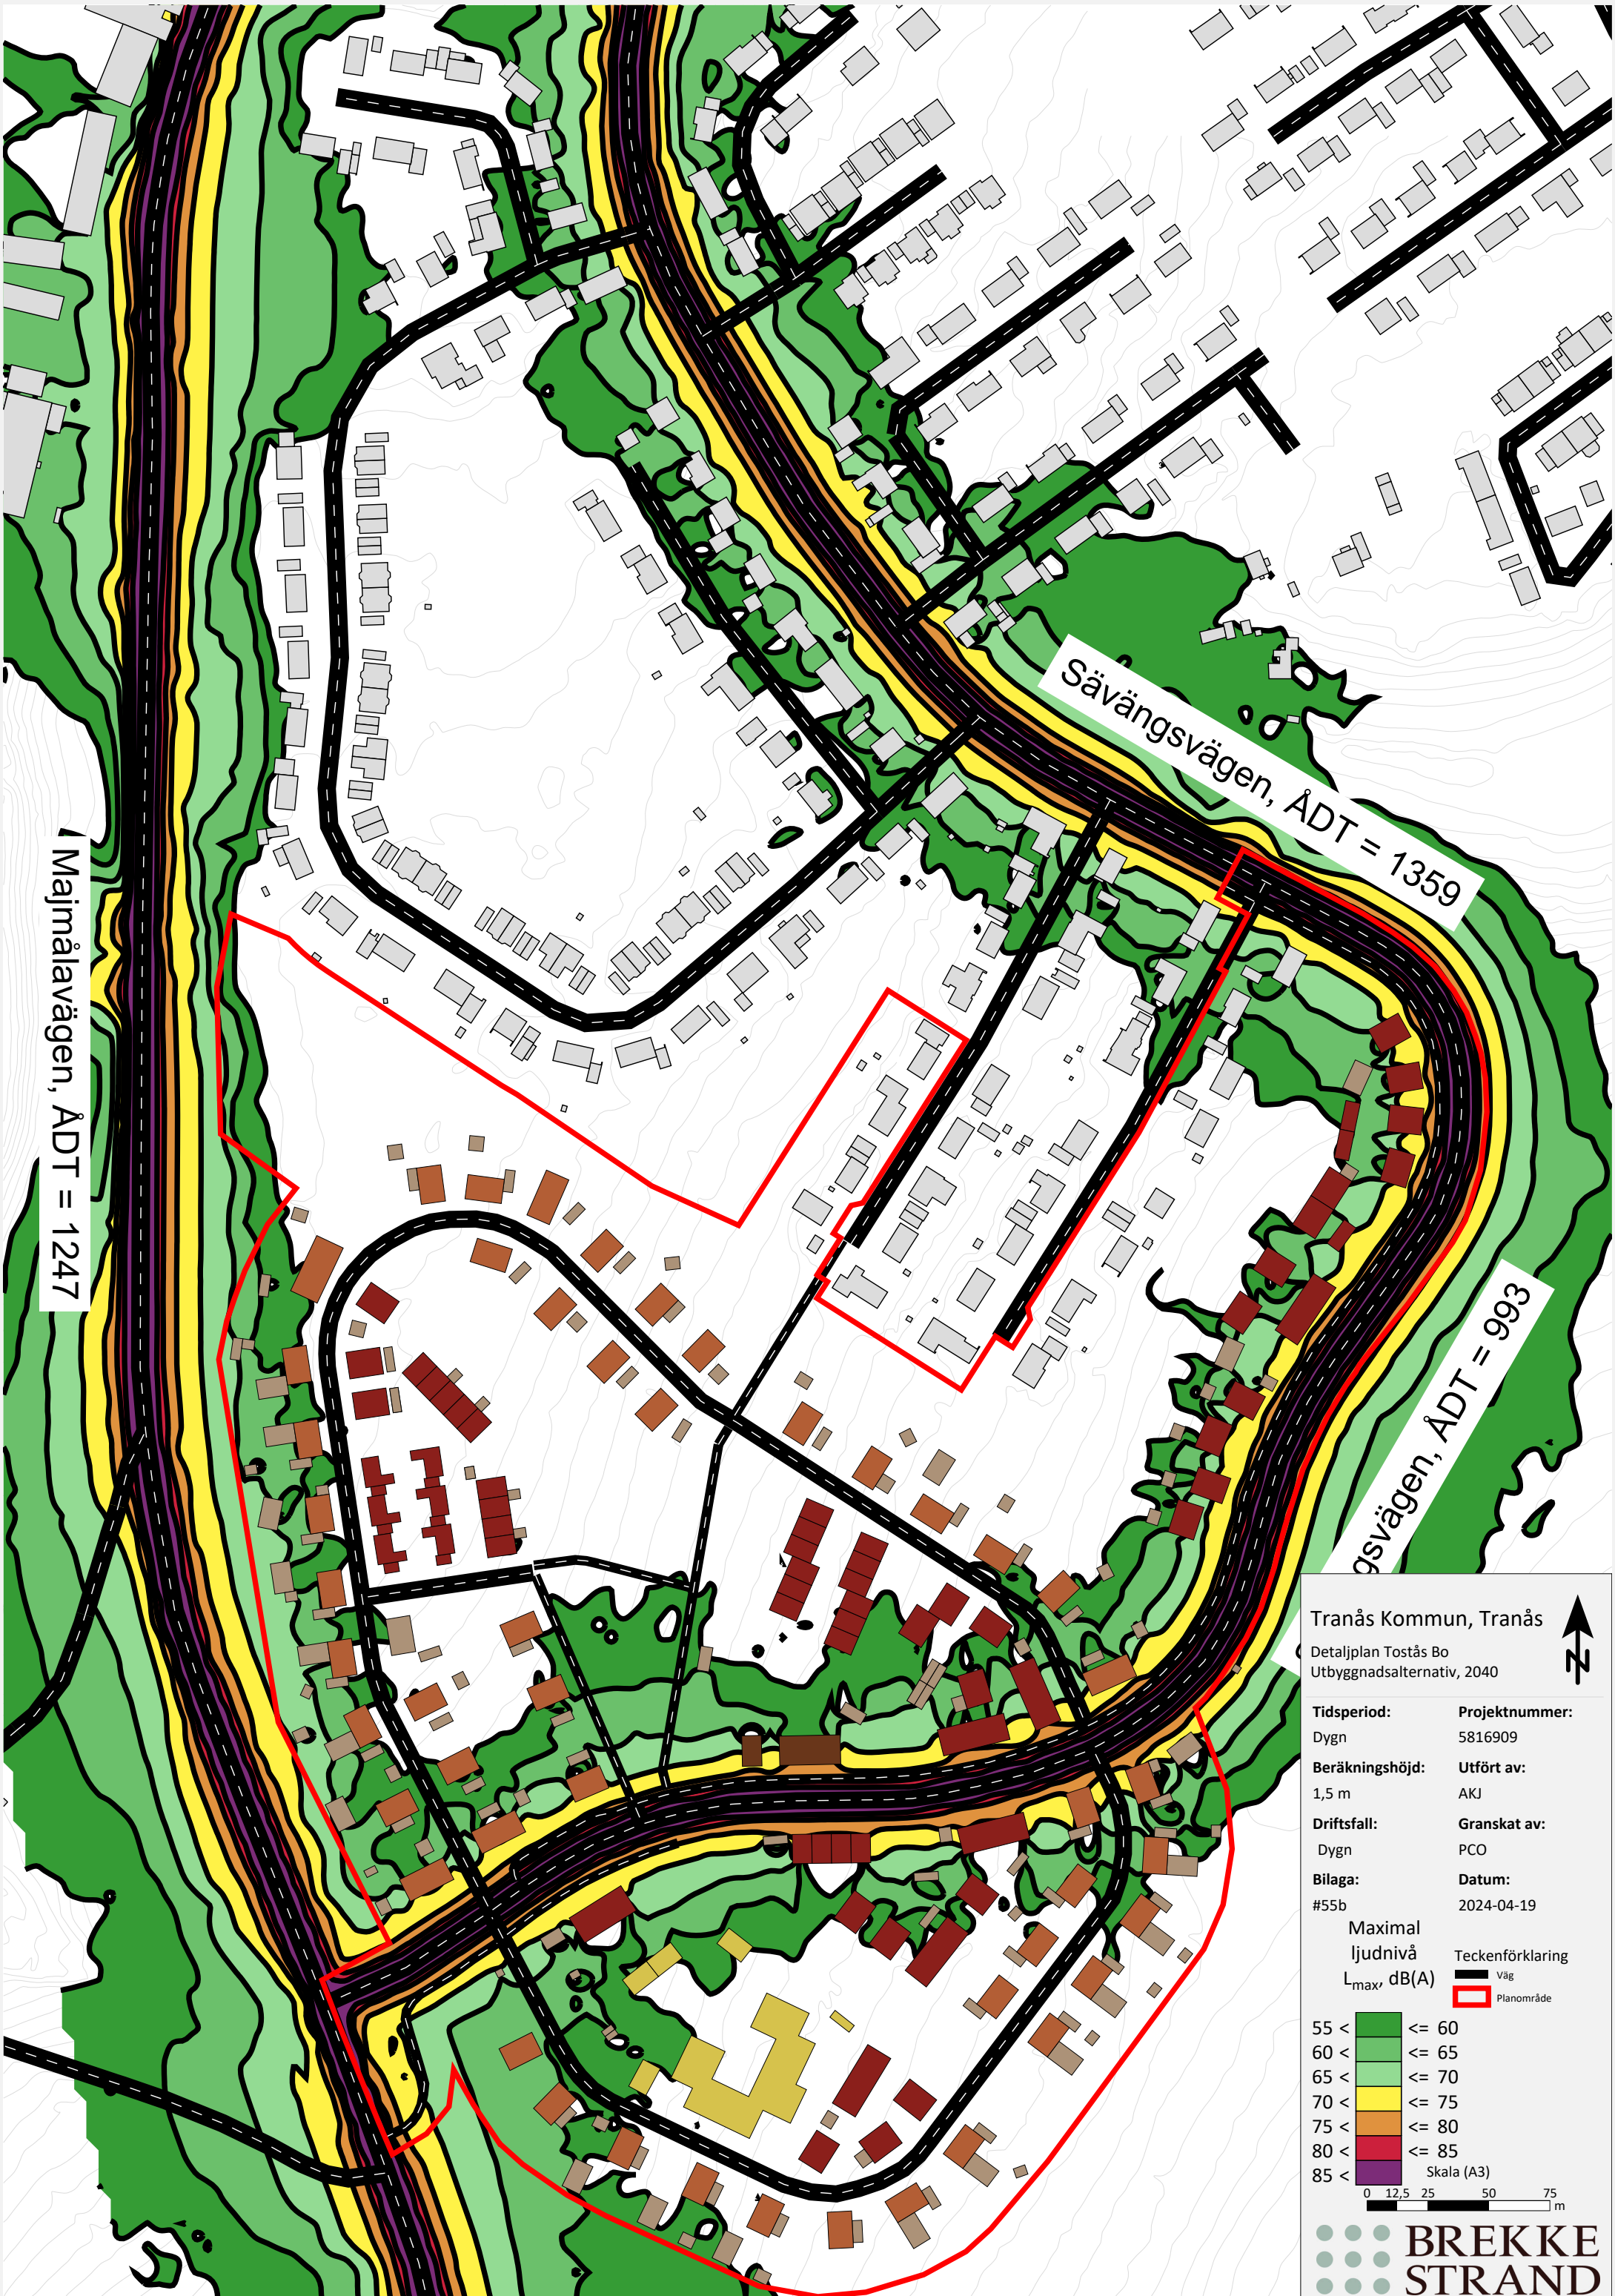 Sävängsvägen, ÅDT = 1359
Majmålavägen, ÅDT = 1247
gsvägen, ÅDT = 993
Tranås Kommun, Tranås
Detaljplan Tostås Bo
Utbyggnadsalternativ, 2040
N
Tidsperiod: Projektnummer:
Dygn 5816909
Beräkningshöjd: Utfört av:
1,5 m AKJ
Driftsfall: Granskat av:
Dygn PCO
Bilaga: Datum:
#55b 2024-04-19
Maximal
ljudnivå
Lmax, dB(A)
Teckenförklaring
Väg
Planområde
55 < <= 60
60 < <= 65
65 < <= 70
70 < <= 75
75 < <= 80
80 < <= 85
85 <
Skala (A3)
0 12,5 25 50 75
m
BREKKE
STRAND